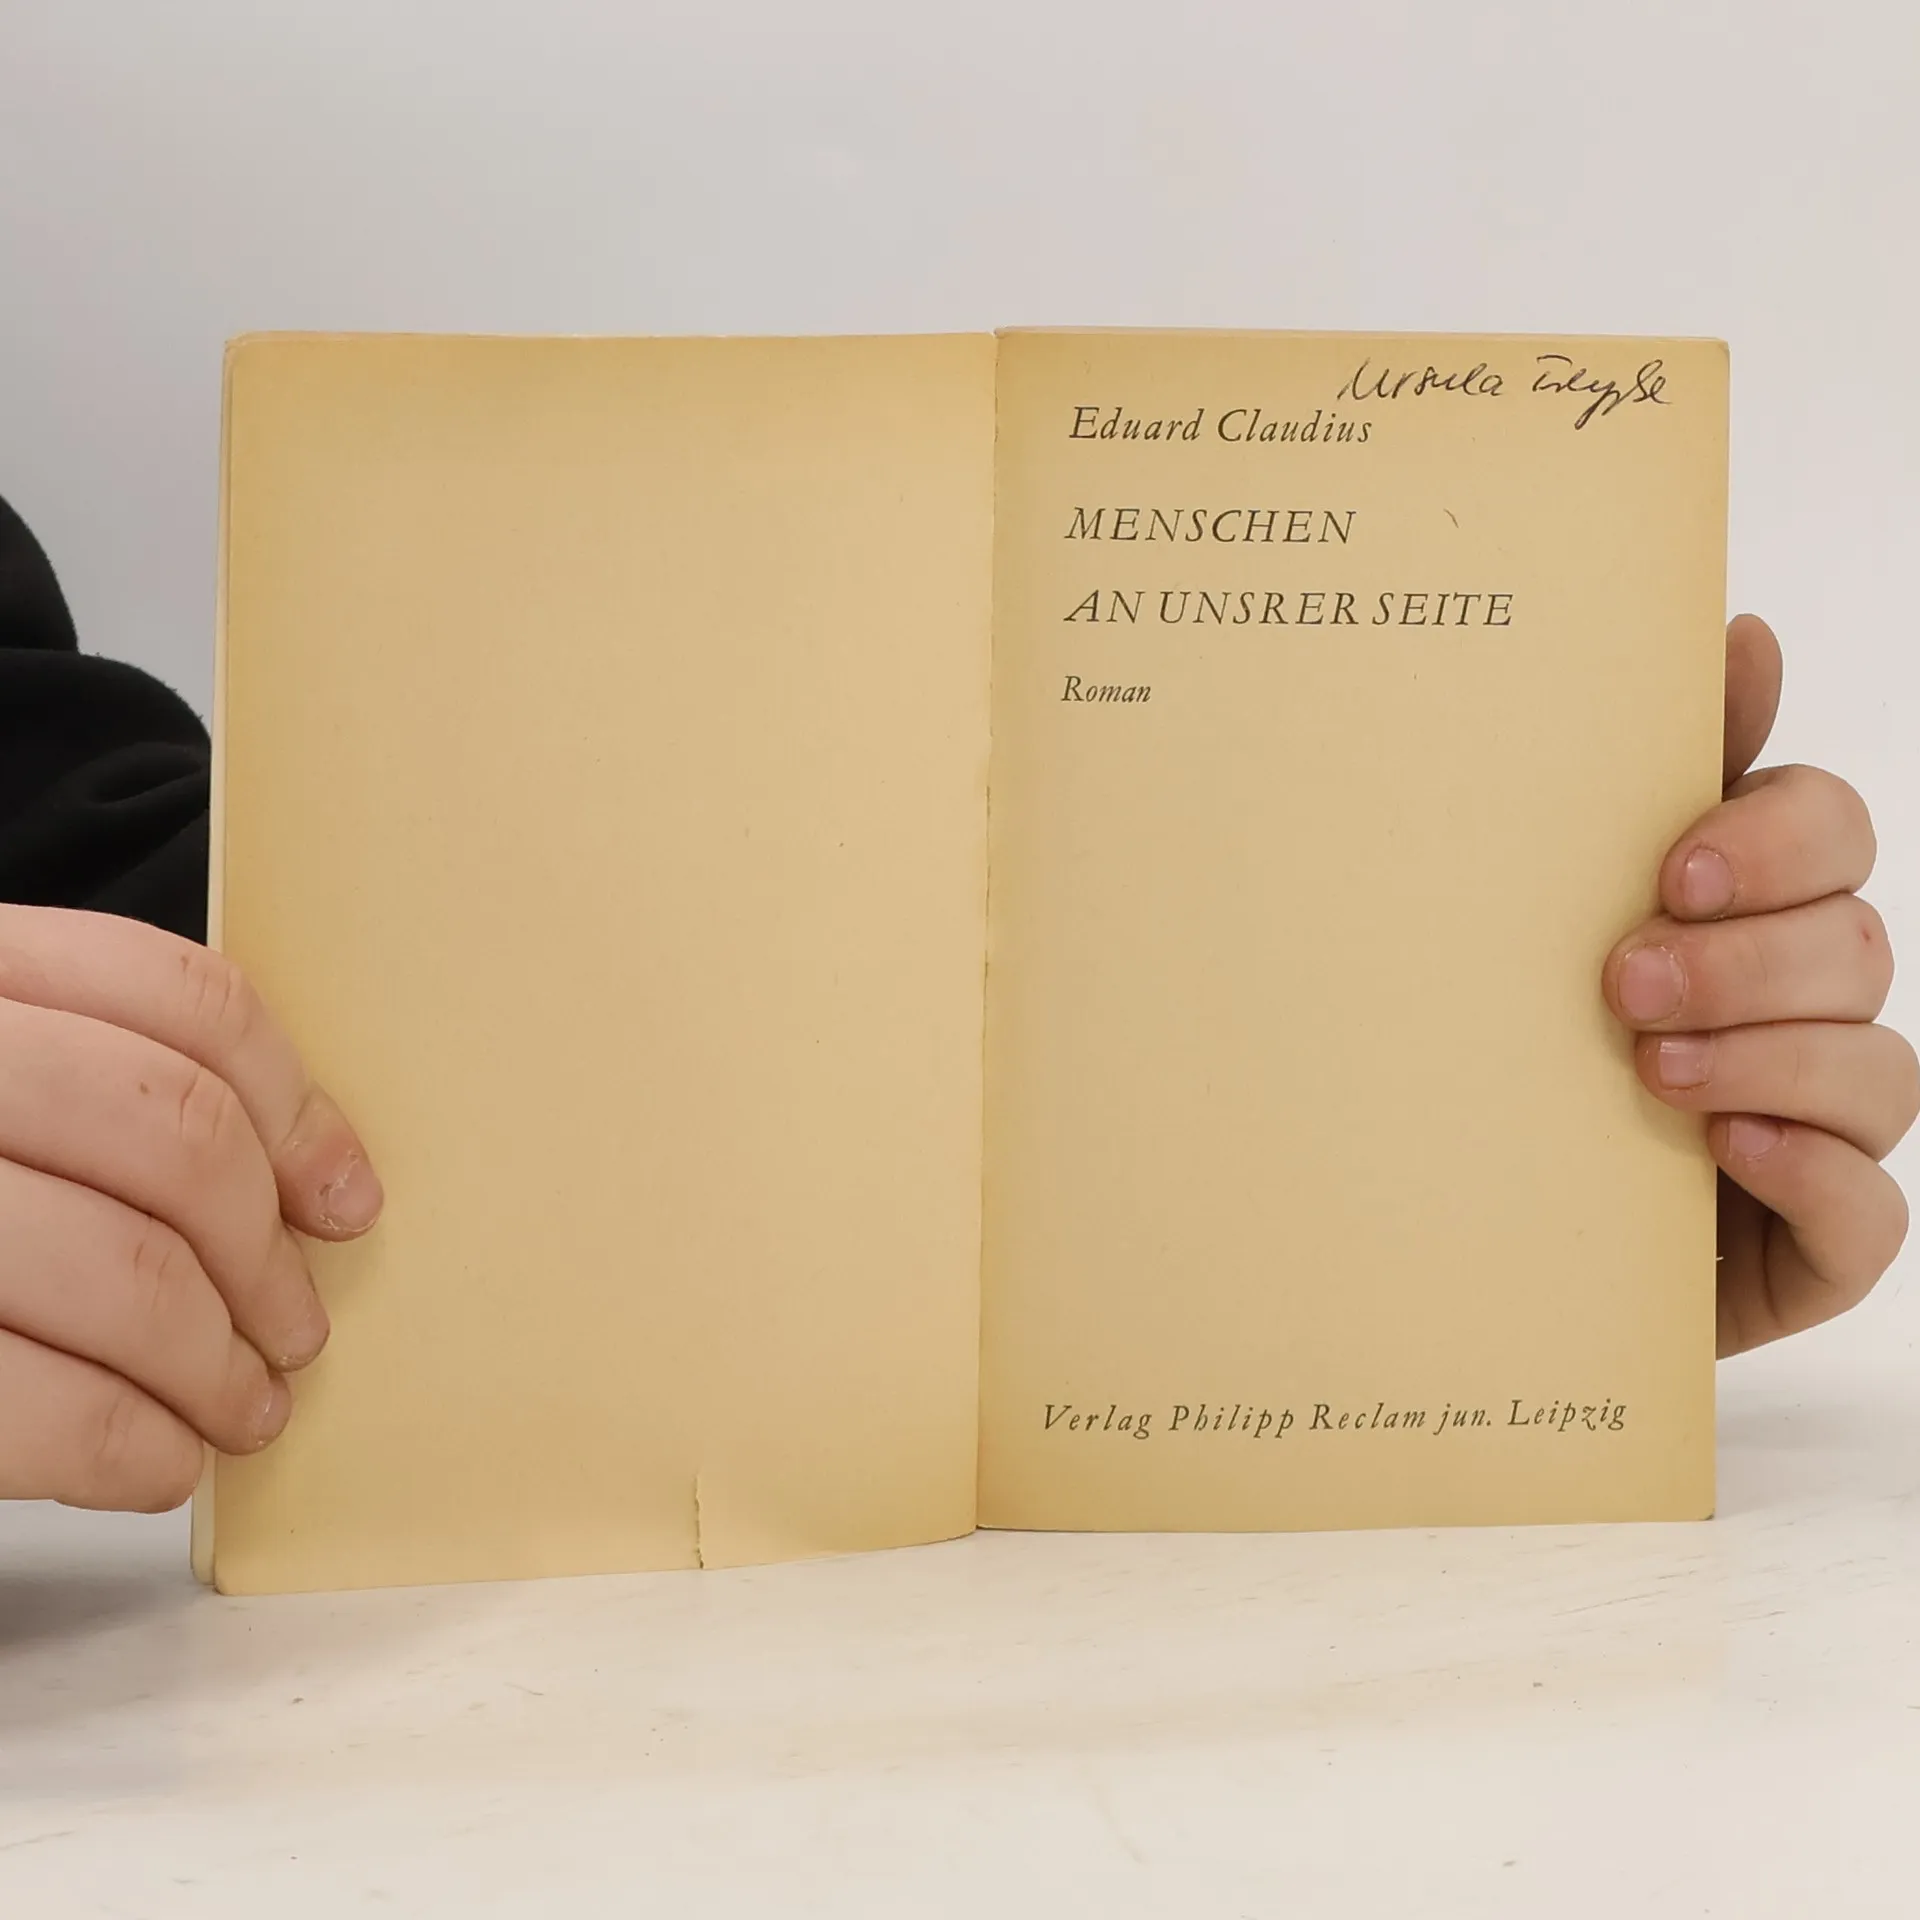 Ursula
Eduard Claudius
MENSCHEN
AN UNSRER SEITE
Roman
Verlag Philipp Reclam jun. Leipzig